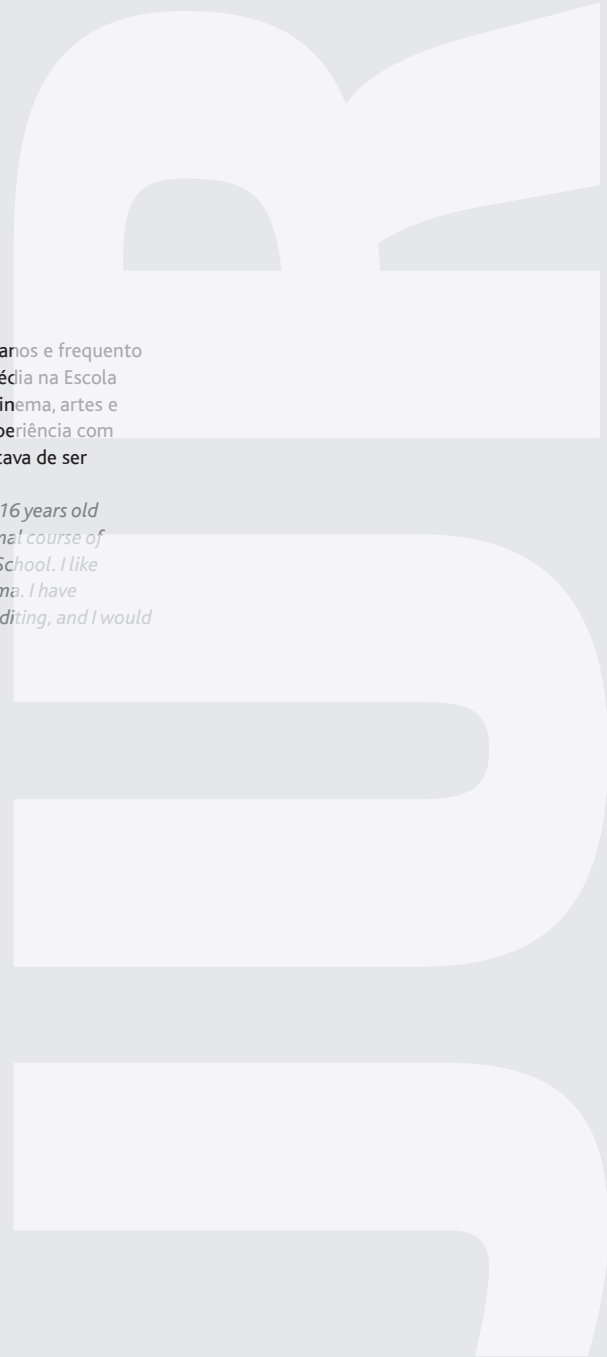 anos e frequento
édia na Escola
inema, artes e
periência com
tava de ser
16 years old
nal course of
School. I like
ma. I have
diting, and I would
JUR